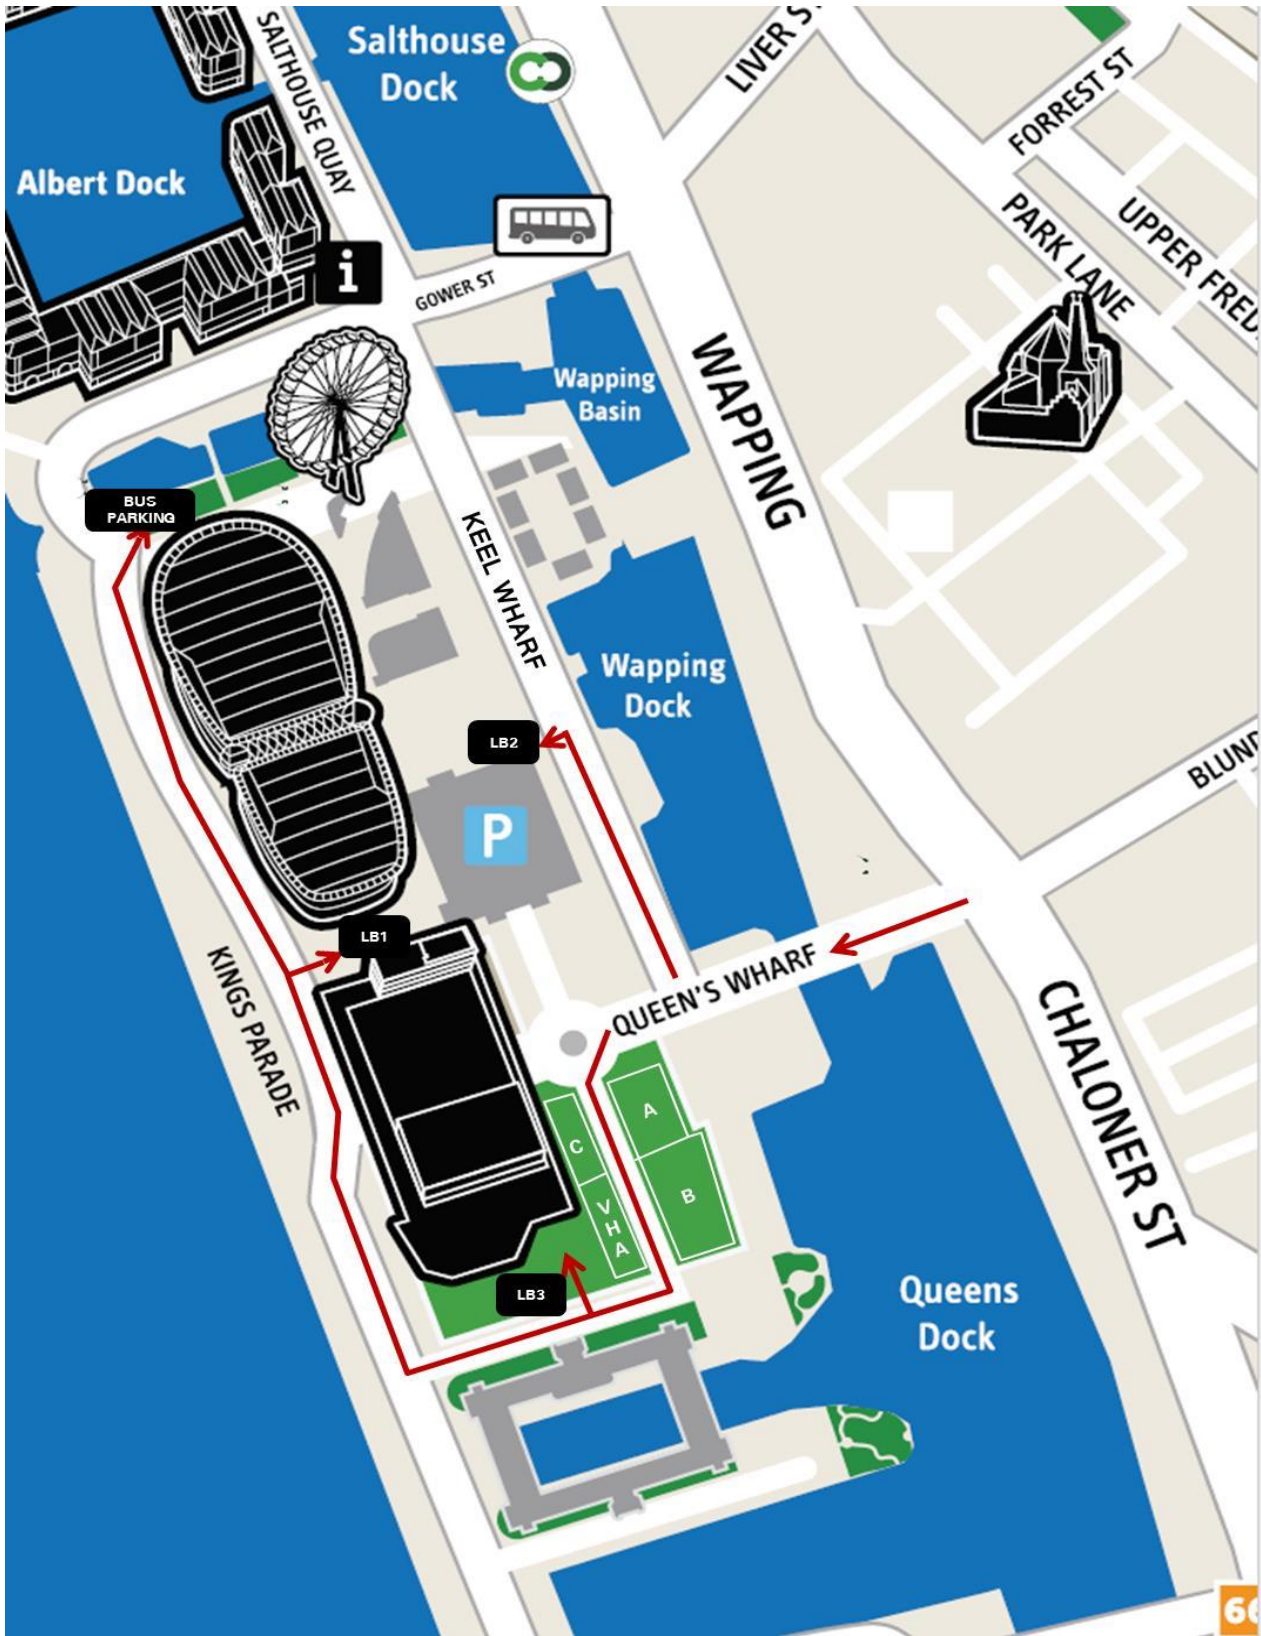 SALTHOUSE QUAY
Salthouse
Dock
LIVER ST
FORREST ST
Albert Dock
PARK LANE
UPPER FRED
i
GOWER ST
WAPPING
Wapping
Basin
BUS
PARKING
KEEL WHARF
Wapping
Dock
LB2
BLUND
P
LB1
KINGS PARADE
QUEEN'S WHARF
CHALONER ST
A
C
B
V
H
A
LB3
Queens
Dock
66